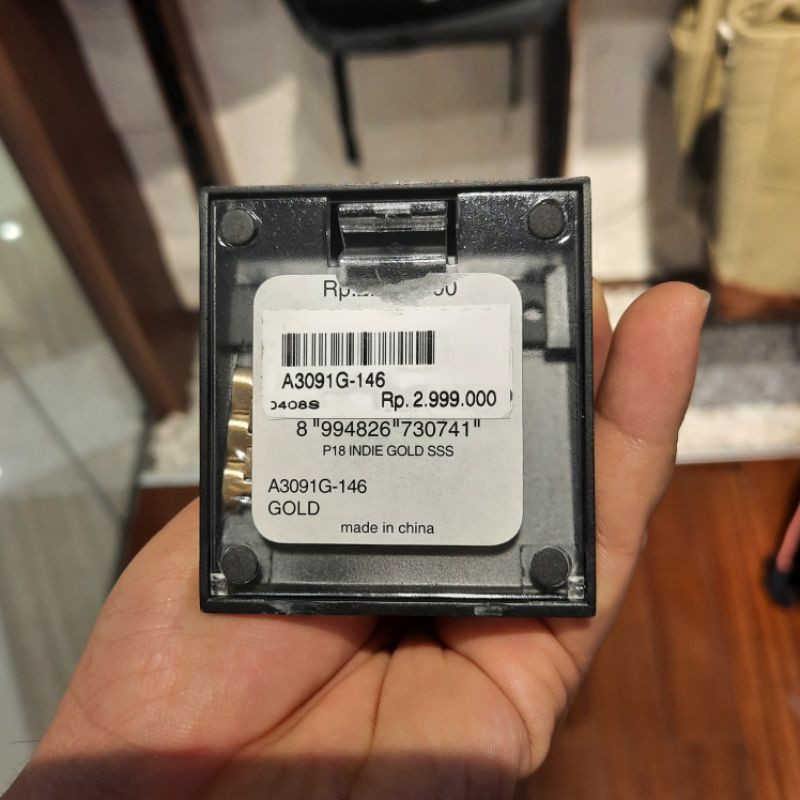 Rp.
A3091G-146
0408S Rp. 2.999.000
8 "994826"730741"
P18 INDIE GOLD SSS
A3091G-146
GOLD
made in china